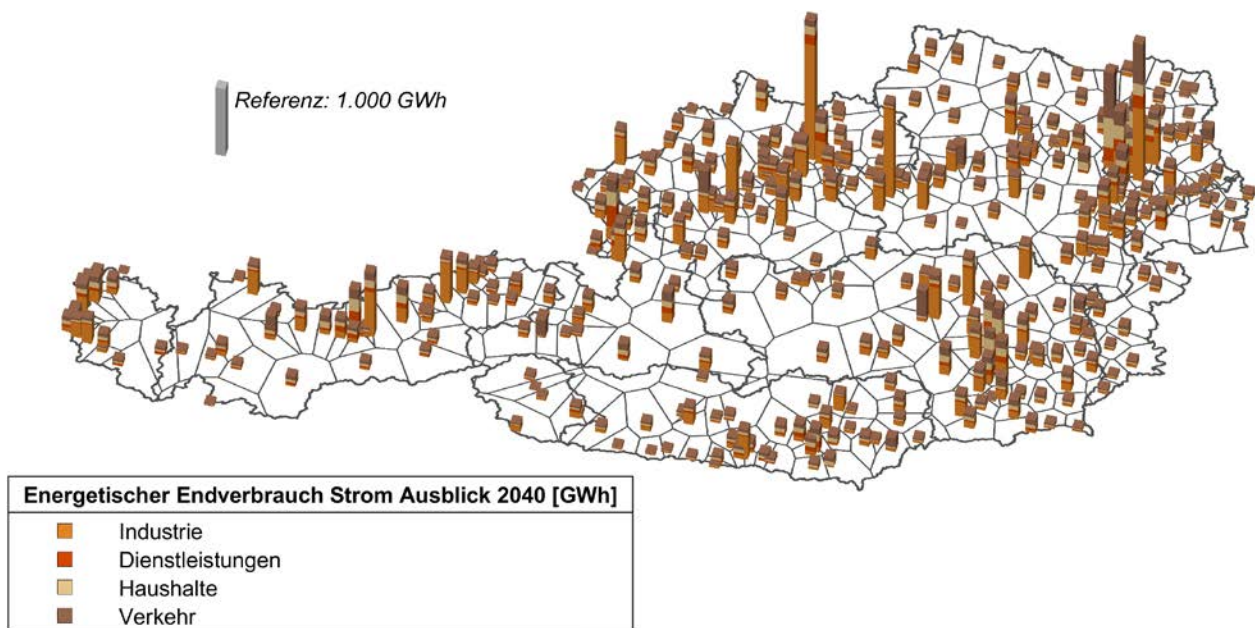 Referenz: 1.000 GWh
Energetischer Endverbrauch Strom Ausblick 2040 [GWh]
Industrie
Dienstleistungen
Haushalte
Verkehr